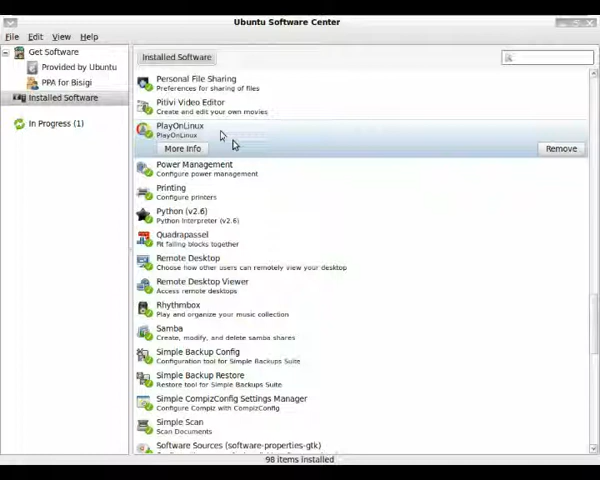 Ubuntu Software Center
File Edit View Help
Get Software
Provided by Ubuntu
PPA for Bisigi
Installed Software
In Progress (1)
Installed Software
Personal File Sharing
Preferences for sharing of files
Pitivi Video Editor
Create and edit your own movies
PlayOnLinux
PlayOnLinux
More Info Remove
Power Management
Configure power management
Printing
Configure printers
Python (v2.6)
Python Interpreter (v2.6)
Quadrapassel
Fit falling blocks together
Remote Desktop
Choose how other users can remotely view your desktop
Remote Desktop Viewer
Access remote desktops
Rhythmbox
Play and organize your music collection
Samba
Create, modify, and delete samba shares
Simple Backup Config
Configuration tool for Simple Backups Suite
Simple Backup Restore
Restore tool for Simple Backups Suite
Simple CompizConfig Settings Manager
Configure Compiz with CompizConfig
Simple Scan
Scan Documents
Software Sources (software-properties-gtk)
98 items installed